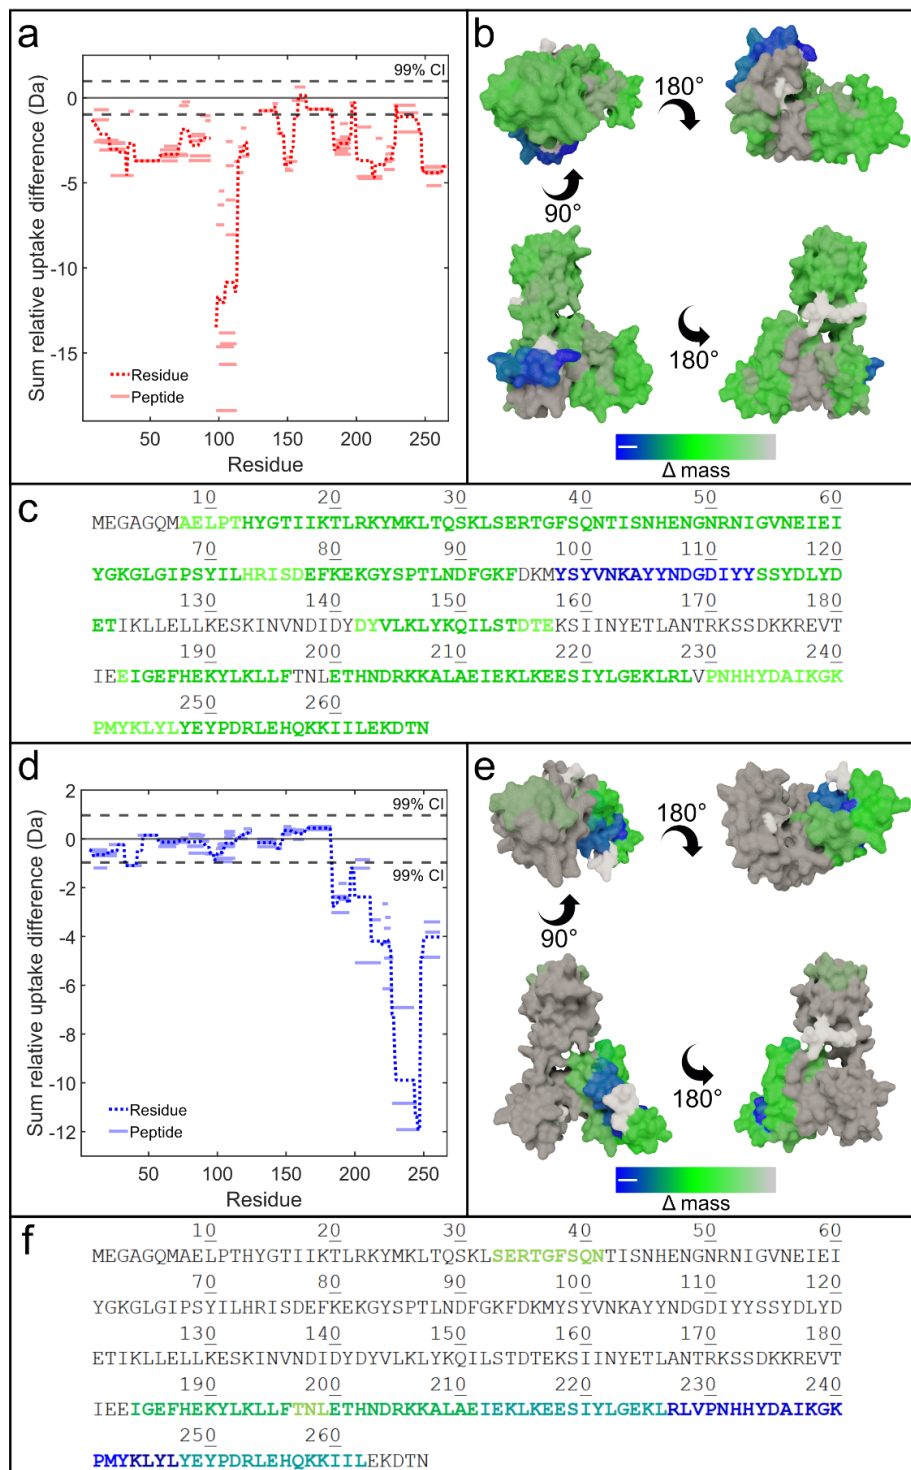 a
Sum relative uptake difference (Da)
99% CI
0
-5
-10
-15
Residue
Peptide
50 100 150 200 250
Residue
b
180°
90°
180°
Δ mass
c
10 20 30 40 50 60
MEGAGQMAELPTHYGTIIKTLRKYMKLTQSKLSERTGFSQNTISNHENGNRNIGVNEIEI
70 80 90 100 110 120
YGKGLGIPSYILHRISDEFKEKGYSPTLNDFGKFDKMYSYVNKAYYNDGDIYYSSYDLYD
130 140 150 160 170 180
ETIKLLELLKESKINVNDIDYDYVLKLYKQILSTDTEKSIINYETLANTRKSSDKKREVT
190 200 210 220 230 240
IEEIGEFHEKYLKLLFTNLETHNDRKKALAEIEKLKEESIYLGEKLRLVPNHHYDAIKGK
250 260
PMYKLYLYEYPDRLEHQKKIILEKDTN
d
Sum relative uptake difference (Da)
2
99% CI
0
99% CI
-2
-4
-6
-8
-10
-12
Residue
Peptide
50 100 150 200 250
Residue
e
180°
90°
180°
Δ mass
f
10 20 30 40 50 60
MEGAGQMAELPTHYGTIIKTLRKYMKLTQSKLSERTGFSQNTISNHENGNRNIGVNEIEI
70 80 90 100 110 120
YGKGLGIPSYILHRISDEFKEKGYSPTLNDFGKFDKMYSYVNKAYYNDGDIYYSSYDLYD
130 140 150 160 170 180
ETIKLLELLKESKINVNDIDYDYVLKLYKQILSTDTEKSIINYETLANTRKSSDKKREVT
190 200 210 220 230 240
IEEIGEFHEKYLKLLFTNLETHNDRKKALAEIEKLKEESIYLGEKLRLVPNHHYDAIKGK
250 260
PMYKLYLYEYPDRLEHQKKIILEKDTN